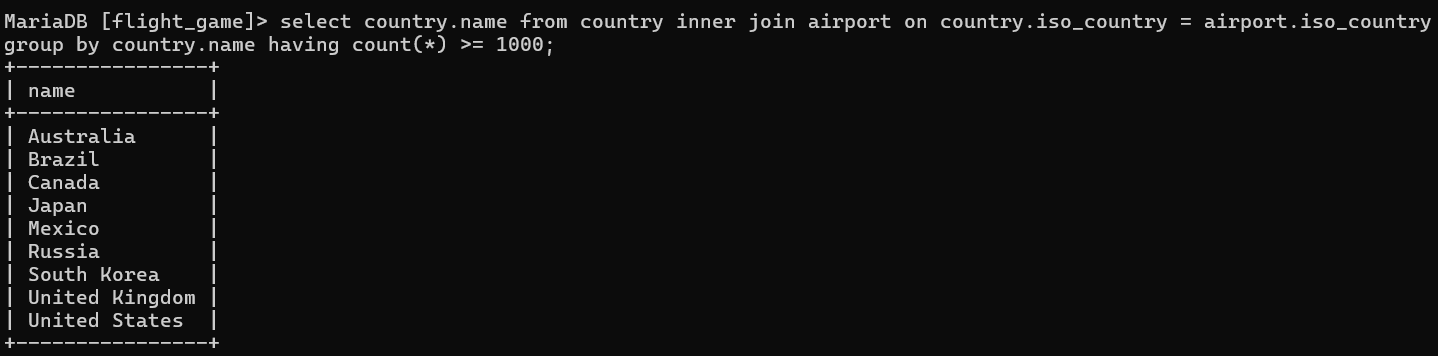 MariaDB [flight_game]> select country.name from country inner join airport on country.iso_country = airport.iso_country
group by country.name having count(*) >= 1000;
+----------------+
| name           |
+----------------+
| Australia      |
| Brazil         |
| Canada         |
| Japan          |
| Mexico         |
| Russia         |
| South Korea    |
| United Kingdom |
| United States  |
+----------------+